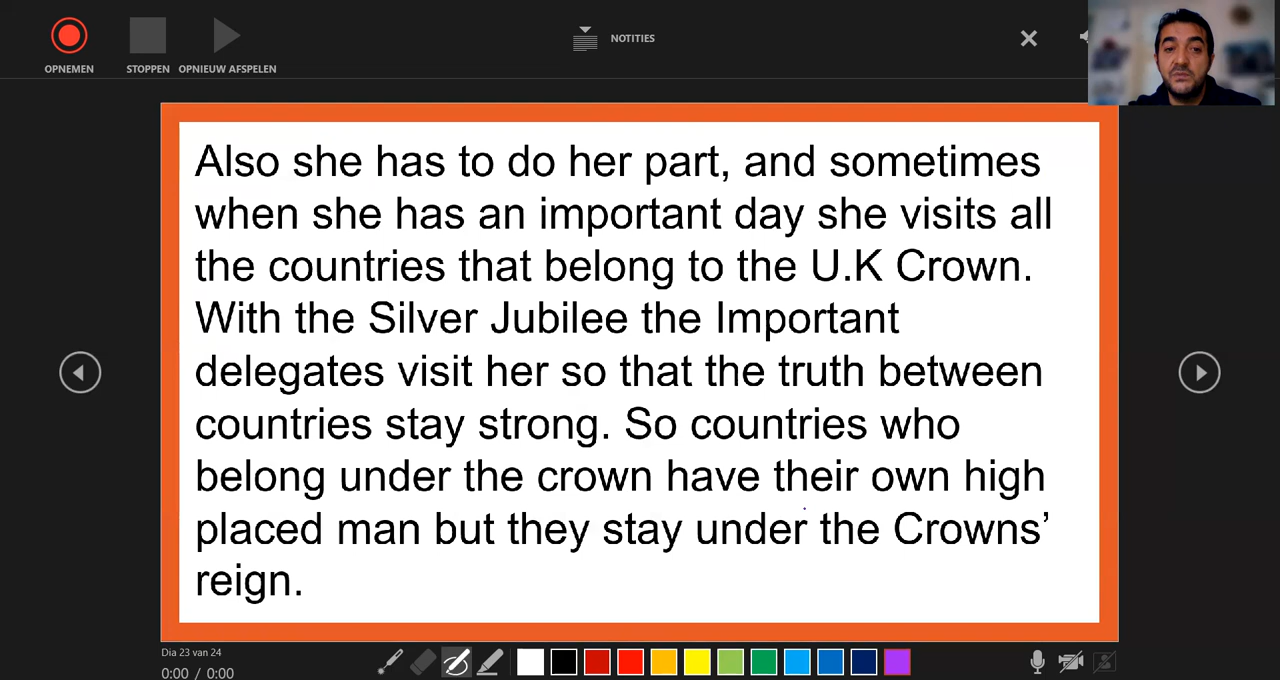 NOTITIES
OPNEMEN
STOPPEN
OPNIEUW AFSPELEN
Also she has to do her part, and sometimes
when she has an important day she visits all
the countries that belong to the U.K Crown.
With the Silver Jubilee the Important
delegates visit her so that the truth between
countries stay strong. So countries who
belong under the crown have their own high
placed man but they stay under the Crowns’
reign.
Dia 23 van 24
0:00 / 0:00